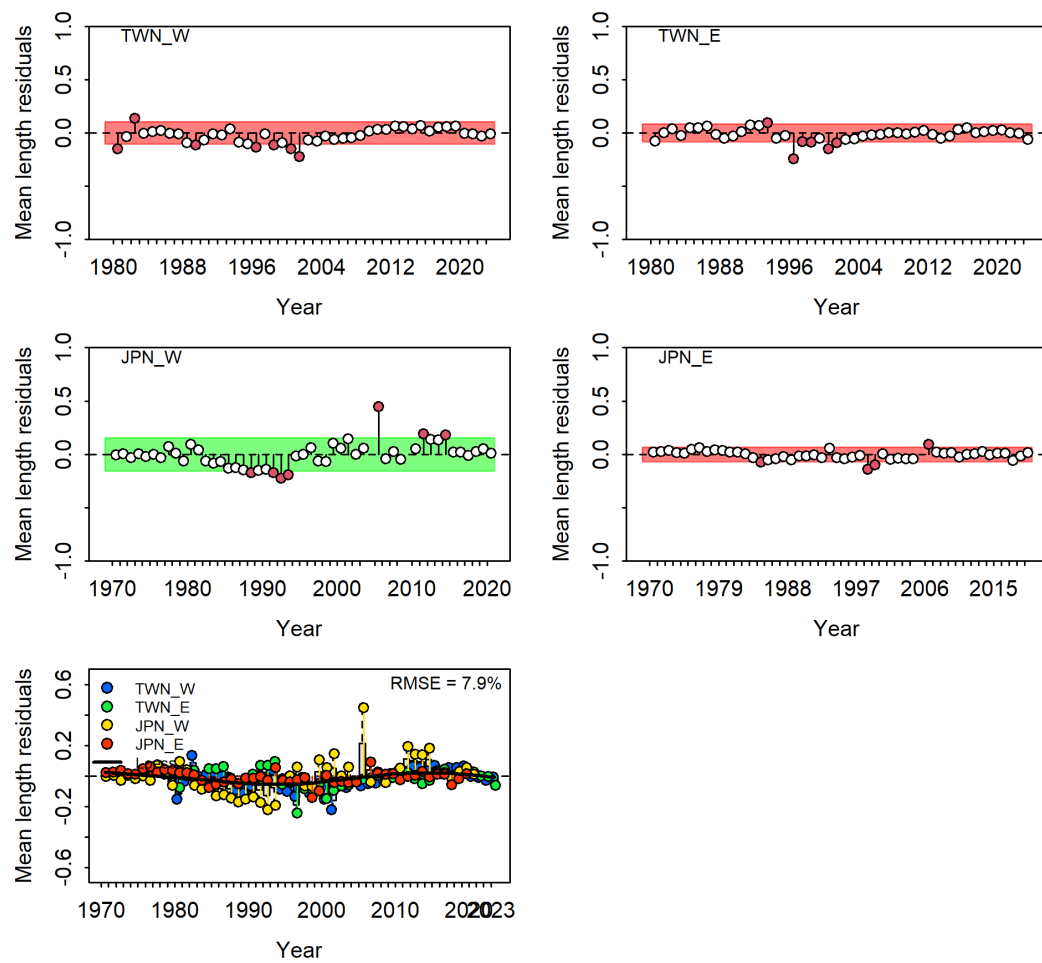 TWN_W
Mean length residuals
1.0
0.5
0.0
-1.0
1980
1988
1996
2004
2012
2020
Year
TWN_E
Mean length residuals
1.0
0.5
0.0
-1.0
1980
1988
1996
2004
2012
2020
Year
JPN_W
Mean length residuals
1.0
0.5
0.0
-1.0
1970
1980
1990
2000
2010
2020
Year
JPN_E
Mean length residuals
1.0
0.5
0.0
-1.0
1970
1979
1988
1997
2006
2015
Year
Mean length residuals
0.6
0.2
-0.2
-0.6
TWN_W
TWN_E
JPN_W
JPN_E
RMSE = 7.9%
1970
1980
1990
2000
2010
2020
2023
Year